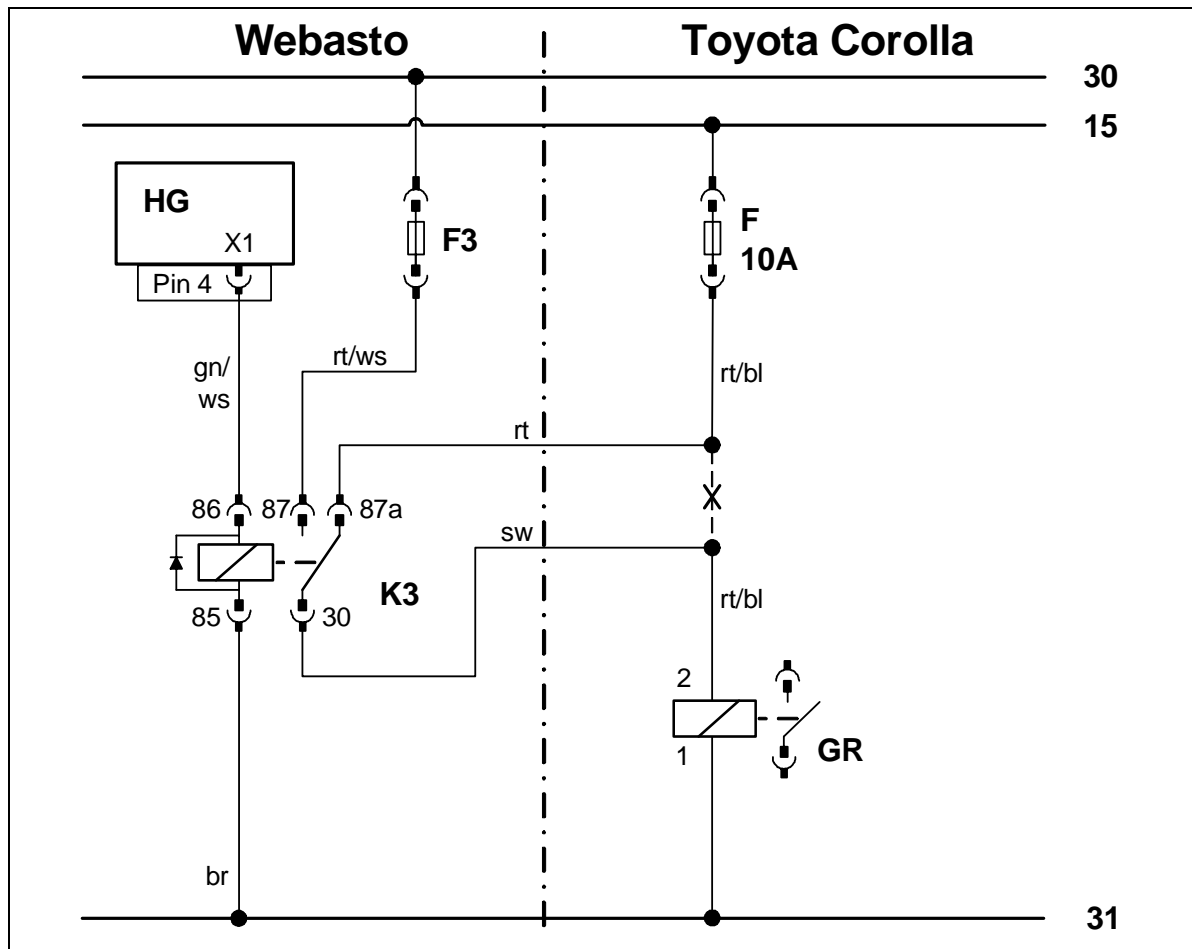 Webasto Toyota Corolla
30
15
HG
X1
Pin 4
F3
F
10A
gn/
ws
rt/ws
rt/bl
rt
86 87 87a
sw
K3
85 30
rt/bl
2
1
GR
br
31